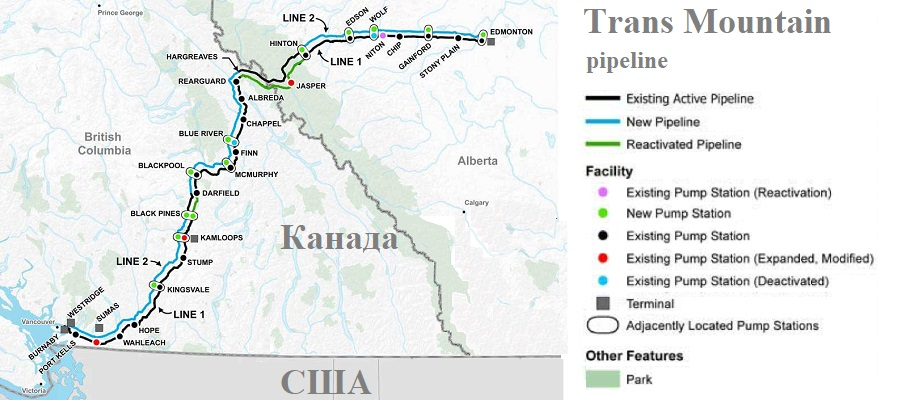 Prince George
LINE 2
EDSON
WOLF
EDMONTON
HINTON
NITON
CHIP
GAINFORD
STONY PLAIN
LINE 1
HARGREAVES
REARGUARD
JASPER
ALBREDA
CHAPPEL
BLUE RIVER
British
Columbia
FINN
BLACKPOOL
MCMURPHY
Alberta
DARFIELD
Calgary
BLACK PINES
KAMLOOPS
Канада
LINE 2
STUMP
KINGSVALE
WESTRIDGE
SUMAS
LINE 1
Vancouver
HOPE
BURNABY
PORT KELLS
WAHLEACH
США
Victoria
Trans Mountain
pipeline
Existing Active Pipeline
New Pipeline
Reactivated Pipeline
Facility
Existing Pump Station (Reactivation)
New Pump Station
Existing Pump Station
Existing Pump Station (Expanded, Modified)
Existing Pump Station (Deactivated)
Terminal
Adjacently Located Pump Stations
Other Features
Park